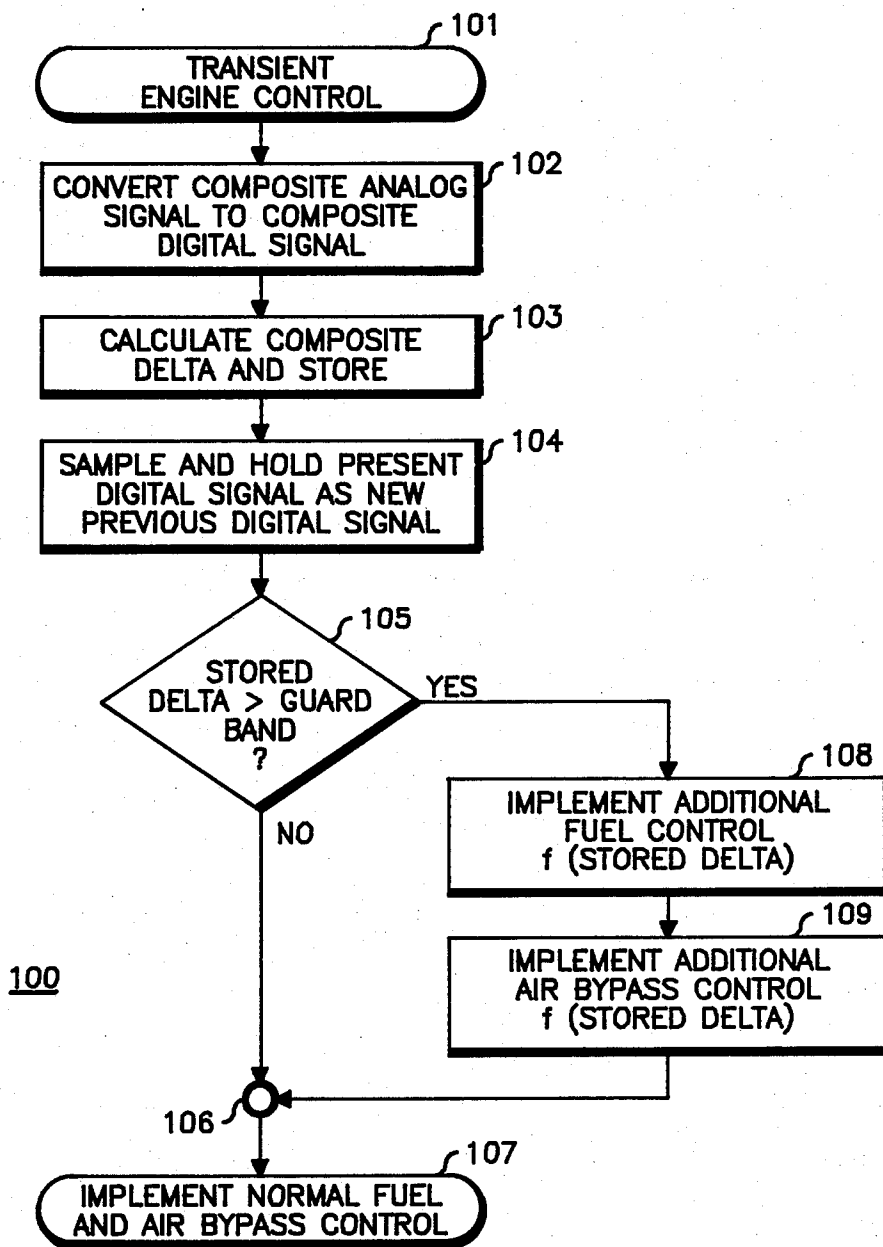 101
TRANSIENT
ENGINE CONTROL
102
CONVERT COMPOSITE ANALOG
SIGNAL TO COMPOSITE
DIGITAL SIGNAL
103
CALCULATE COMPOSITE
DELTA AND STORE
104
SAMPLE AND HOLD PRESENT
DIGITAL SIGNAL AS NEW
PREVIOUS DIGITAL SIGNAL
105
STORED
DELTA > GUARD
BAND
?
YES
NO
108
IMPLEMENT ADDITIONAL
FUEL CONTROL
f (STORED DELTA)
109
IMPLEMENT ADDITIONAL
AIR BYPASS CONTROL
f (STORED DELTA)
100
106
107
IMPLEMENT NORMAL FUEL
AND AIR BYPASS CONTROL